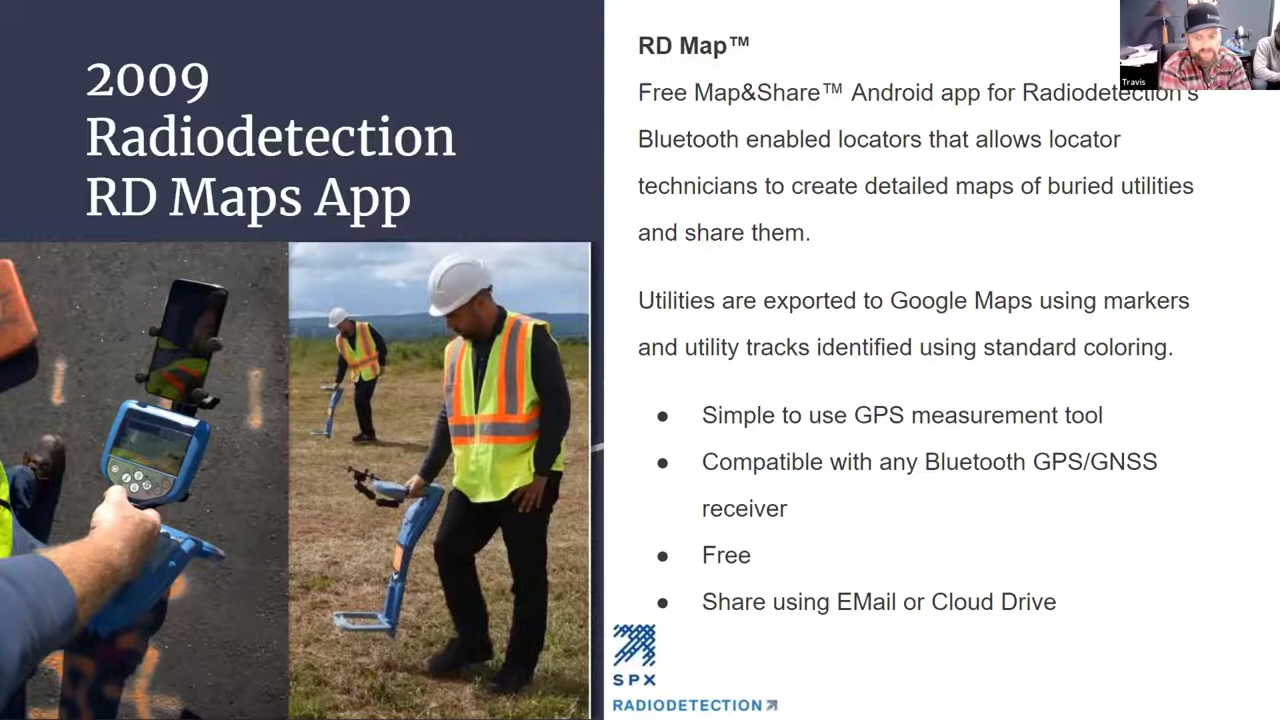 2009
Radiodetection
RD Maps App
RD Map™
Free Map&Share™ Android app for Radiodetection's
Bluetooth enabled locators that allows locator
technicians to create detailed maps of buried utilities
and share them.
Utilities are exported to Google Maps using markers
and utility tracks identified using standard coloring.
● Simple to use GPS measurement tool
● Compatible with any Bluetooth GPS/GNSS
receiver
● Free
● Share using EMail or Cloud Drive
SPX
RADIODETECTION
Travis